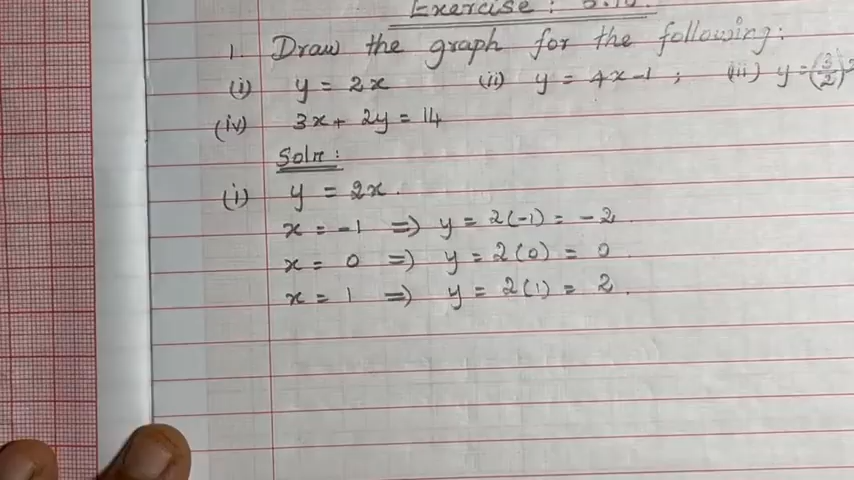 Exercise : 3.10.
1. Draw the graph for the following:
(i) y = 2x (ii) y = 4x-1 ; (iii) y = (3/2)
(iv) 3x + 2y = 14
Soln:
(i) y = 2x.
x = -1 => y = 2(-1) = -2.
x = 0 => y = 2(0) = 0
x = 1 => y = 2(1) = 2.